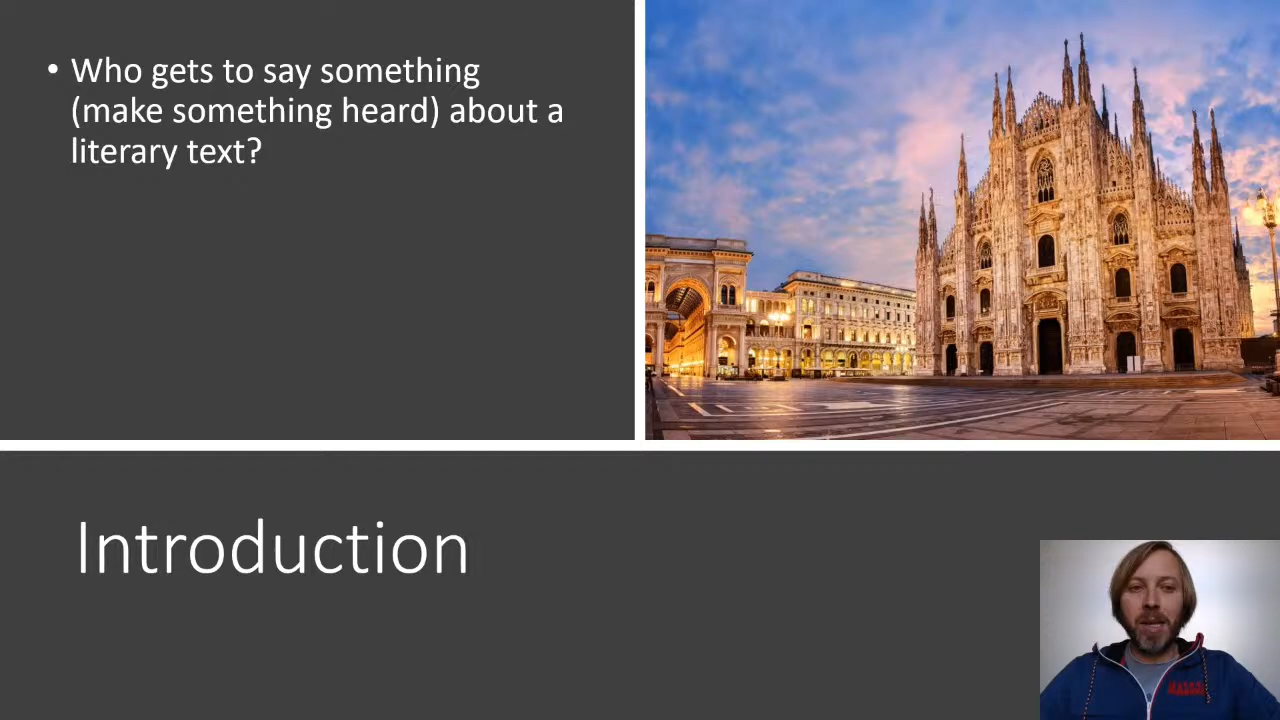 • Who gets to say something
(make something heard) about a
literary text?
Introduction